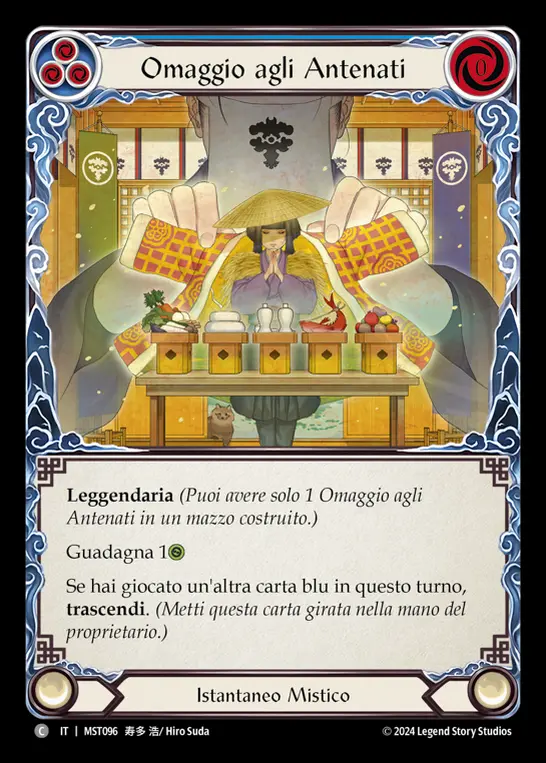 Omaggio agli Antenati
0
Leggendaria (Puoi avere solo 1 Omaggio agli
Antenati in un mazzo costruito.)
Guadagna 1
Se hai giocato un'altra carta blu in questo turno,
trascendi. (Metti questa carta girata nella mano del
proprietario.)
Istantaneo Mistico
C IT | MST096 寿多 浩/ Hiro Suda
© 2024 Legend Story Studios